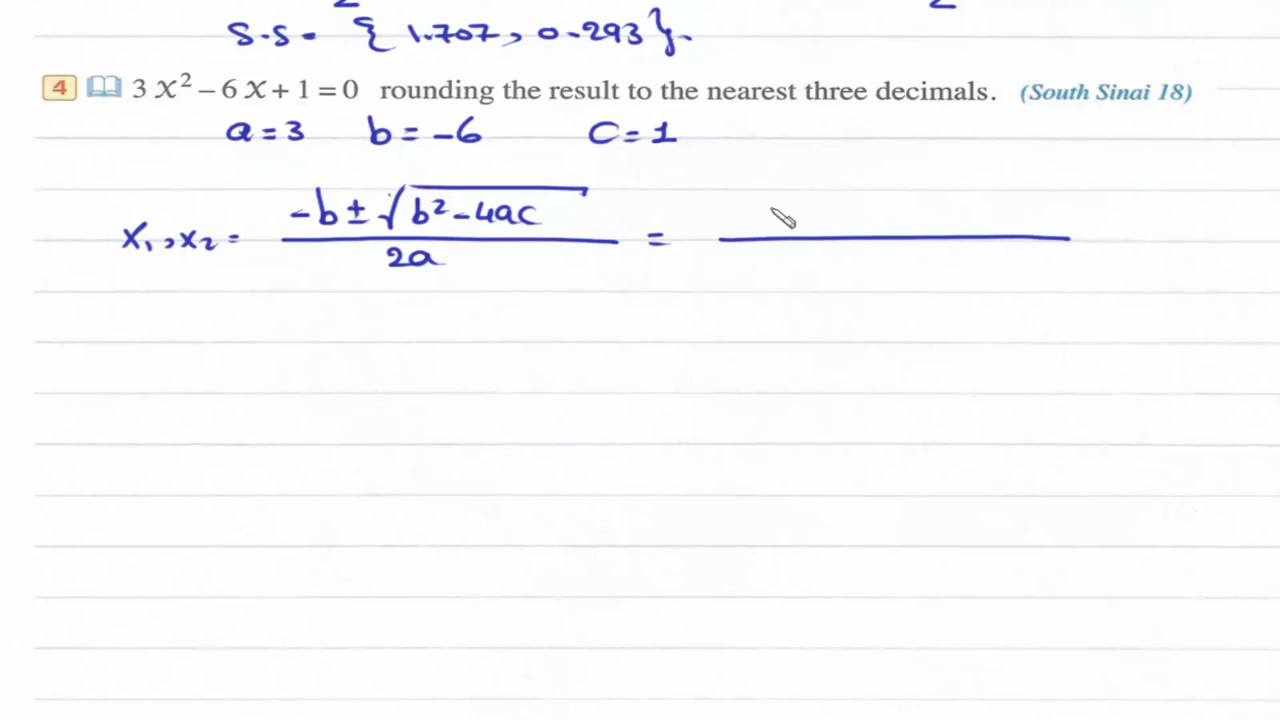 S.S = { 1.707, 0.293}.
4 3x² – 6x + 1 = 0 rounding the result to the nearest three decimals. (South Sinai 18)
a = 3 b = -6 C = 1
x₁, x₂ = (-b ± √(b² - 4ac)) / 2a =